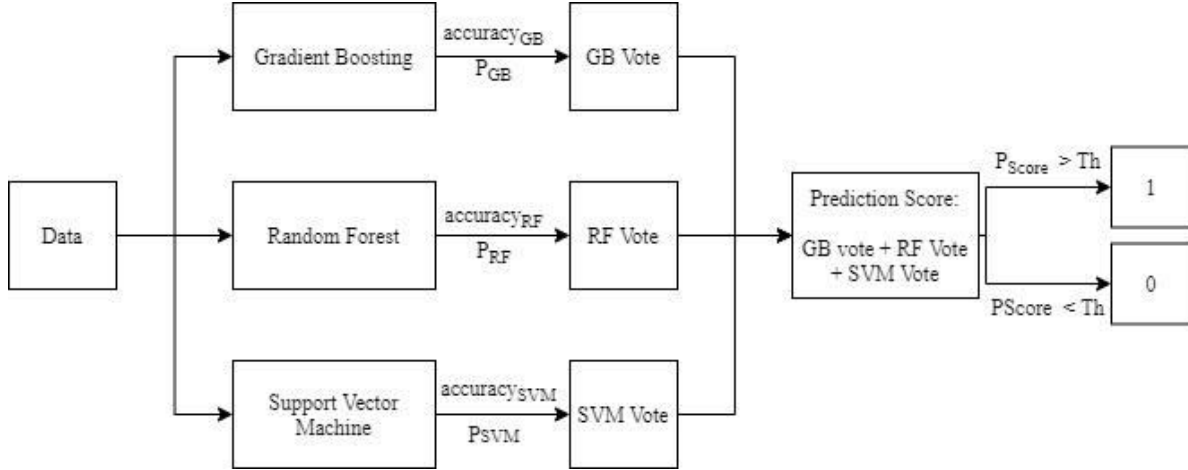 Data
Gradient Boosting
accuracyGB
PGB
GB Vote
Random Forest
accuracyRF
PRF
RF Vote
Support Vector
Machine
accuracySVM
PSVM
SVM Vote
Prediction Score:
GB vote + RF Vote
+ SVM Vote
PScore > Th
1
PScore < Th
0